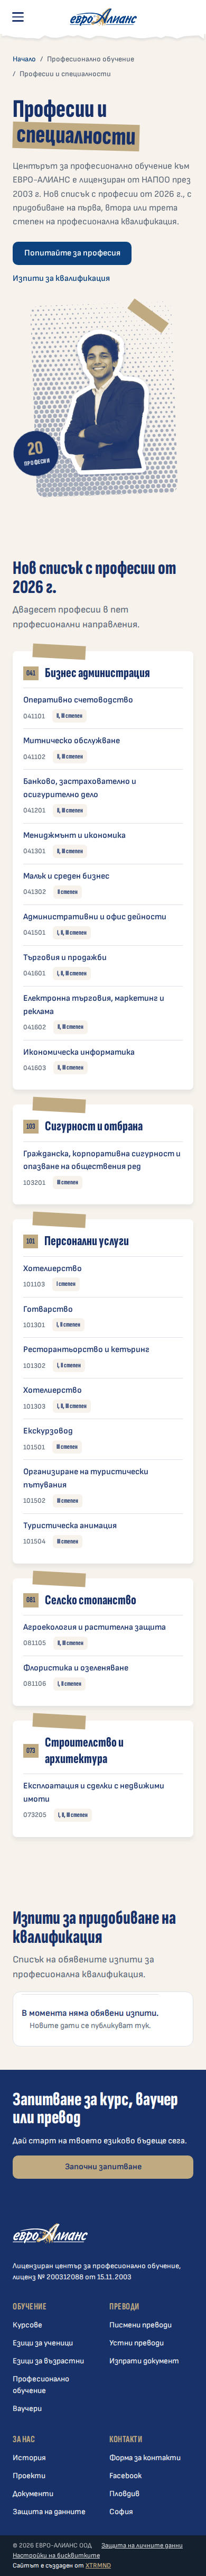 евроАлианс
Начало / Професионално обучение
/ Професии и специалности
Професии и
специалности
Центърът за професионално обучение към
ЕВРО-АЛИАНС е лицензиран от НАПОО през
2003 г. Нов списък с професии от 2026 г., с
продължаване на първа, втора или трета
степен на професионална квалификация.
Попитайте за професия
Изпити за квалификация
20
ПРОФЕСИИ
Нов списък с професии от
2026 г.
Двадесет професии в пет
професионални направления.
041 Бизнес администрация
Оперативно счетоводство
041101 II, III степен
Митническо обслужване
041102 II, III степен
Банково, застрахователно и
осигурително дело
041201 II, III степен
Мениджмънт и икономика
041301 II, III степен
Малък и среден бизнес
041302 II степен
Административни и офис дейности
041501 I, II, III степен
Търговия и продажби
041601 I, II, III степен
Електронна търговия, маркетинг и
реклама
041602 II, III степен
Икономическа информатика
041603 II, III степен
103 Сигурност и отбрана
Гражданска, корпоративна сигурност и
опазване на обществения ред
103201 III степен
101 Персонални услуги
Хотелиерство
101103 I степен
Готварство
101301 I, II степен
Ресторантьорство и кетъринг
101302 I, II степен
Хотелиерство
101303 I, II, III степен
Екскурзовод
101501 III степен
Организиране на туристически
пътувания
101502 III степен
Туристическа анимация
101504 III степен
081 Селско стопанство
Агроекология и растителна защита
081105 II, III степен
Флористика и озеленяване
081106 I, II степен
073 Строителство и
архитектура
Експлоатация и сделки с недвижими
имоти
073205 I, II, III степен
Изпити за придобиване на
квалификация
Списък на обявените изпити за
професионална квалификация.
В момента няма обявени изпити.
Новите дати се публикуват тук.
Запитване за курс, ваучер
или превод
Дай старт на твоето езиково бъдеще сега.
Започни запитване
евроАлианс
Лицензиран център за професионално обучение,
лиценз № 200312088 от 15.11.2003
ОБУЧЕНИЕ
Курсове
Езици за ученици
Езици за възрастни
Професионално
обучение
Ваучери
ПРЕВОДИ
Писмени преводи
Устни преводи
Изпрати документ
ЗА НАС
История
Проекти
Документи
Защита на данните
КОНТАКТИ
Форма за контакти
Facebook
Пловдив
София
© 2026 ЕВРО-АЛИАНС ООД Защита на личните данни
Настройки на бисквитките
Сайтът е създаден от XTRMND